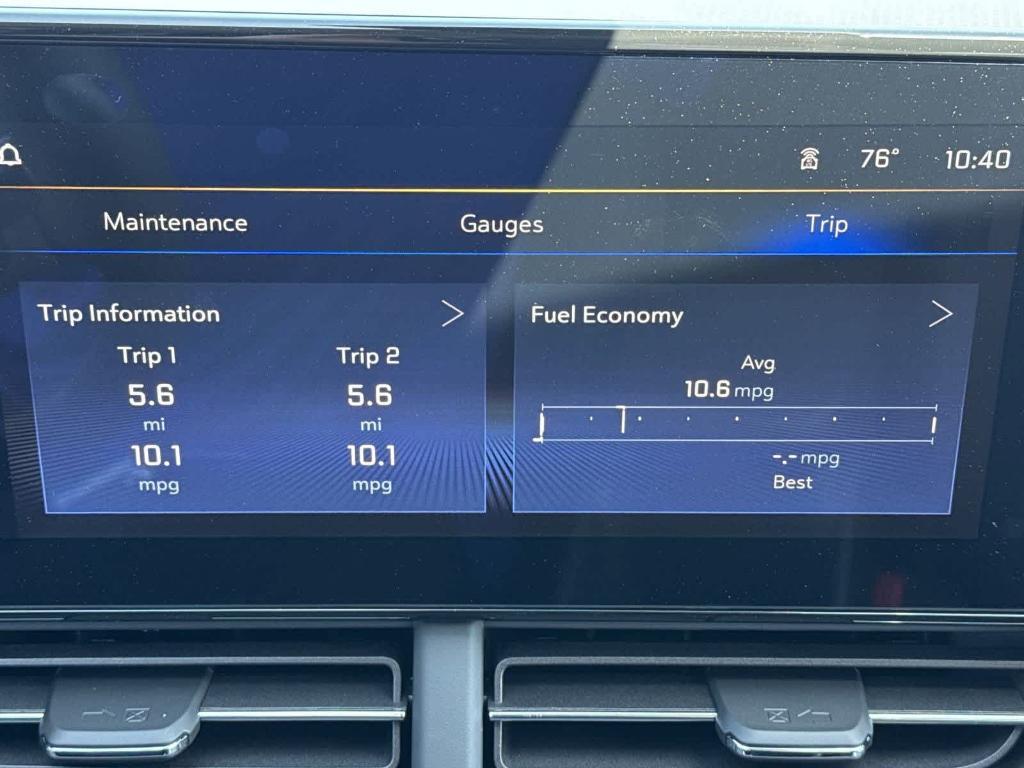 76° 10:40
Maintenance Gauges Trip
Trip Information
Trip 1 Trip 2
5.6 5.6
mi mi
10.1 10.1
mpg mpg
Fuel Economy
Avg
10.6 mpg
-.- mpg
Best